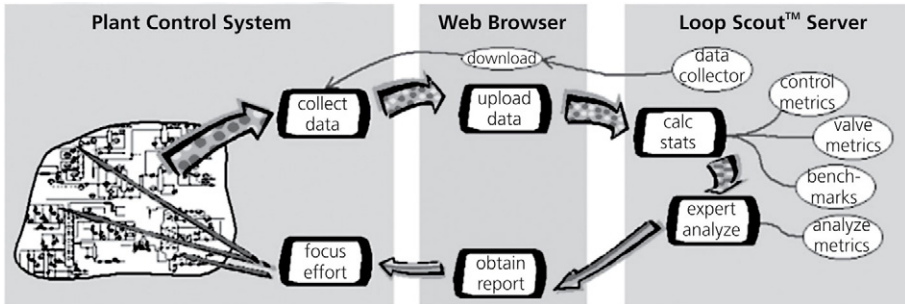 Plant Control System
Web Browser
Loop Scout™ Server
download
data
collector
collect
data
upload
data
calc
stats
control
metrics
valve
metrics
bench-
marks
expert
analyze
analyze
metrics
focus
effort
obtain
report